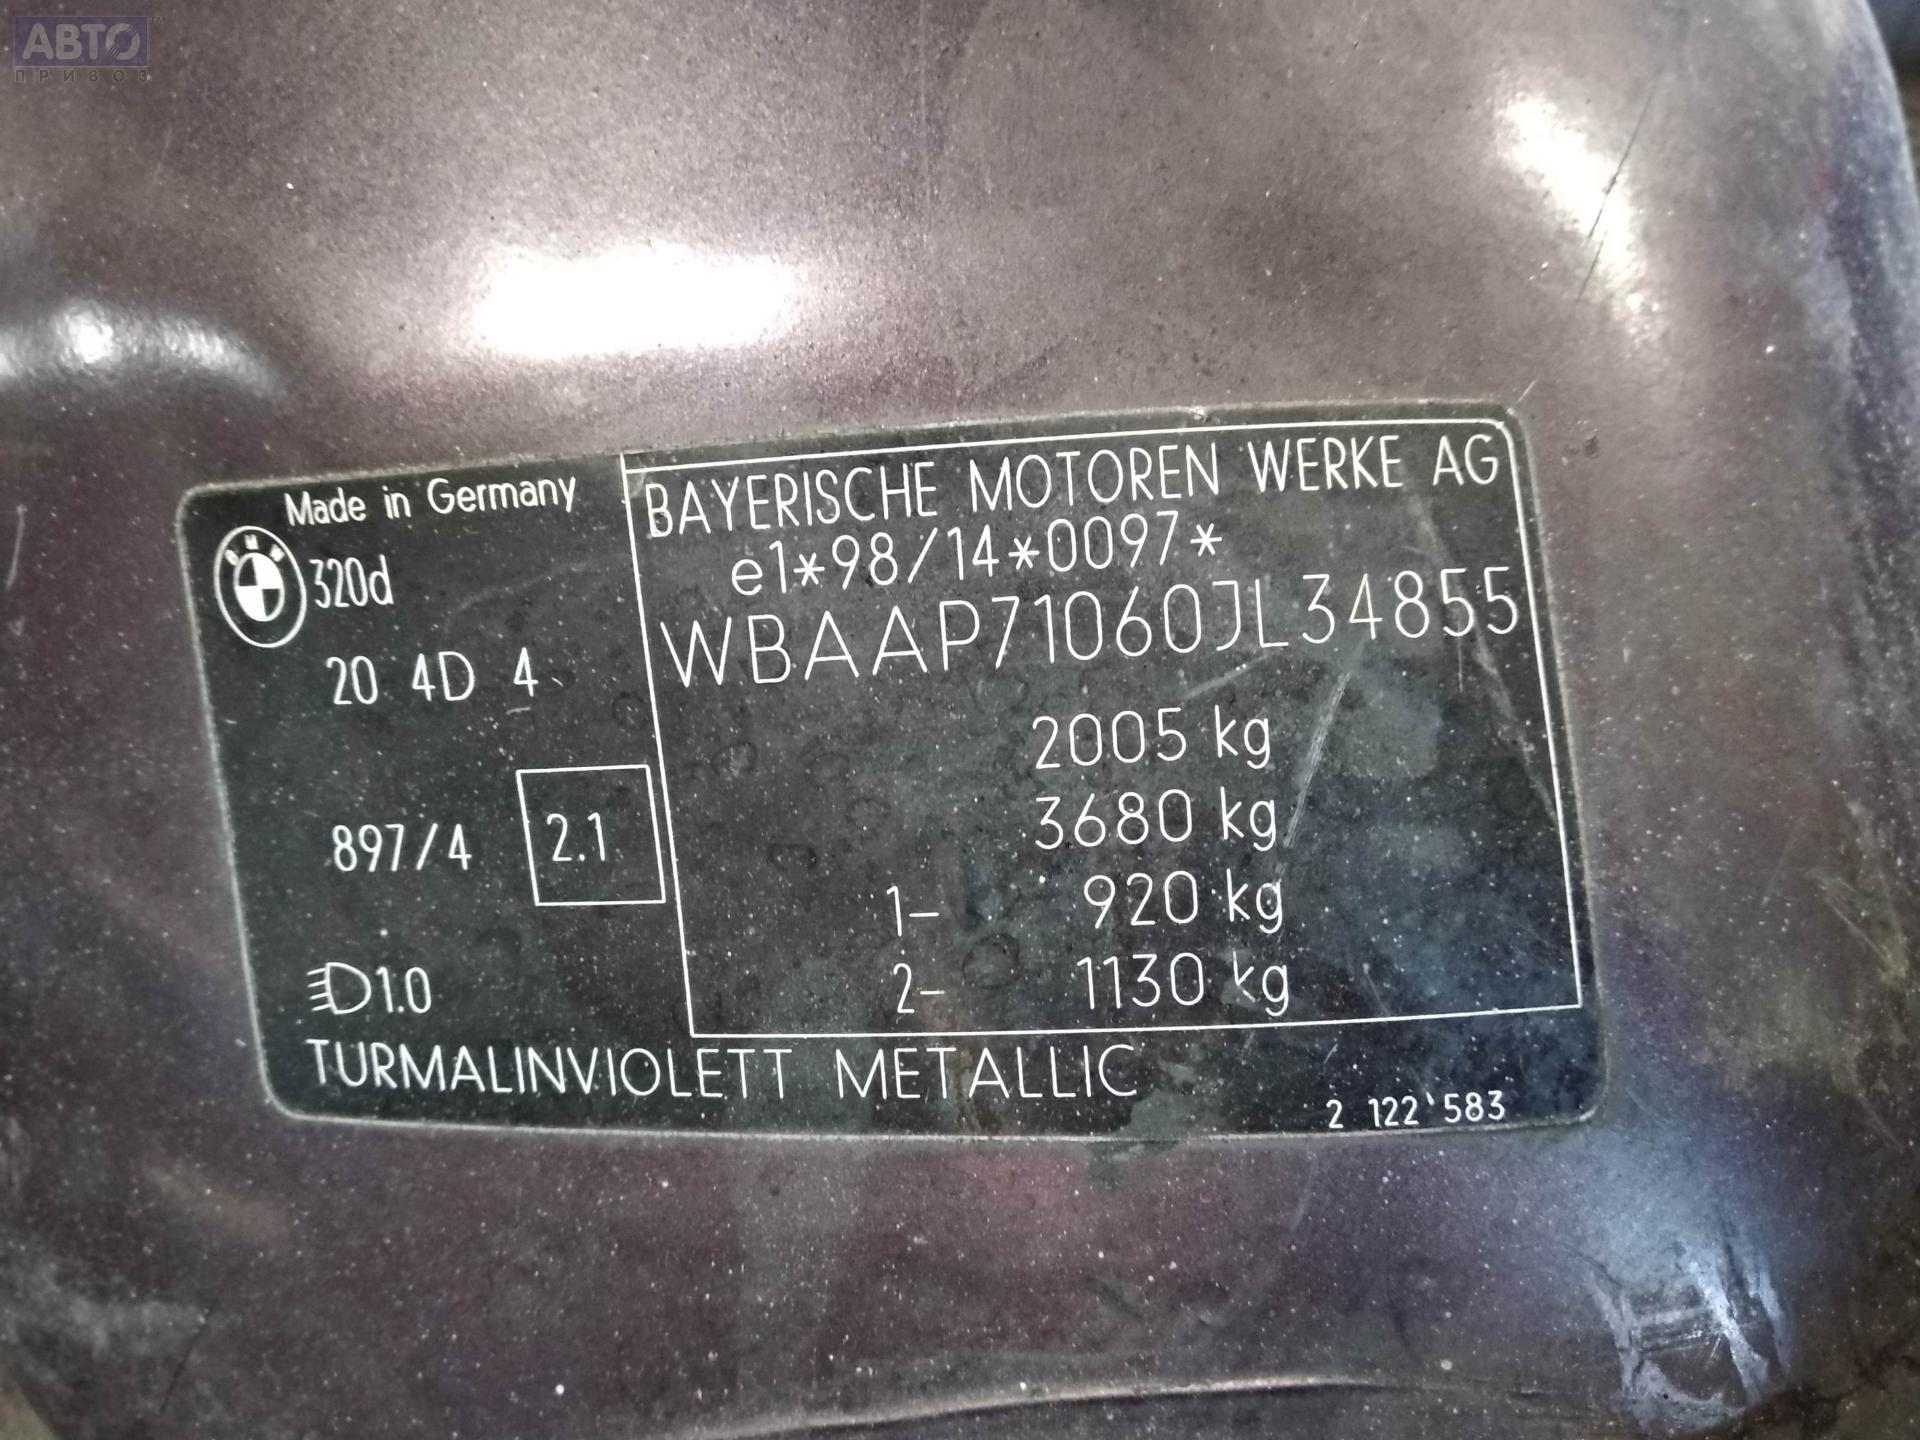 АВТО
ПРИВОЗ
Made in Germany
BMW
320d
20 4D 4
897/4
2.1
1.0
BAYERISCHE MOTOREN WERKE AG
e1*98/14*0097*
WBAAP71060JL34855
2005 kg
3680 kg
1- 920 kg
2- 1130 kg
TURMALINVIOLETT METALLIC
2 122 583